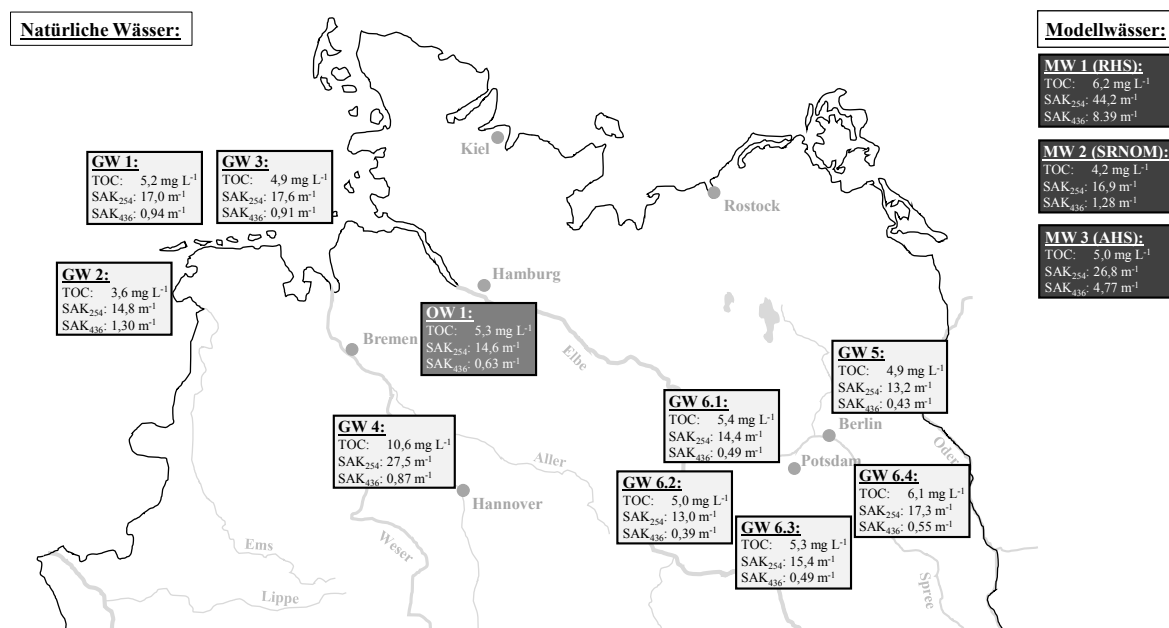 Natürliche Wässer:
Modellwässer:
MW 1 (RHS):
TOC: 6,2 mg L⁻¹
SAK₂₅₄: 44,2 m⁻¹
SAK₄₃₆: 8.39 m⁻¹
MW 2 (SRNOM):
TOC: 4,2 mg L⁻¹
SAK₂₅₄: 16,9 m⁻¹
SAK₄₃₆: 1,28 m⁻¹
MW 3 (AHS):
TOC: 5,0 mg L⁻¹
SAK₂₅₄: 26,8 m⁻¹
SAK₄₃₆: 4,77 m⁻¹
Kiel
Rostock
GW 1:
TOC: 5,2 mg L⁻¹
SAK₂₅₄: 17,0 m⁻¹
SAK₄₃₆: 0,94 m⁻¹
GW 3:
TOC: 4,9 mg L⁻¹
SAK₂₅₄: 17,6 m⁻¹
SAK₄₃₆: 0,91 m⁻¹
GW 2:
TOC: 3,6 mg L⁻¹
SAK₂₅₄: 14,8 m⁻¹
SAK₄₃₆: 1,30 m⁻¹
Hamburg
Bremen
OW 1:
TOC: 5,3 mg L⁻¹
SAK₂₅₄: 14,6 m⁻¹
SAK₄₃₆: 0,63 m⁻¹
Elbe
GW 5:
TOC: 4,9 mg L⁻¹
SAK₂₅₄: 13,2 m⁻¹
SAK₄₃₆: 0,43 m⁻¹
GW 6.1:
TOC: 5,4 mg L⁻¹
SAK₂₅₄: 14,4 m⁻¹
SAK₄₃₆: 0,49 m⁻¹
Berlin
Potsdam
Oder
GW 4:
TOC: 10,6 mg L⁻¹
SAK₂₅₄: 27,5 m⁻¹
SAK₄₃₆: 0,87 m⁻¹
Aller
Hannover
GW 6.2:
TOC: 5,0 mg L⁻¹
SAK₂₅₄: 13,0 m⁻¹
SAK₄₃₆: 0,39 m⁻¹
GW 6.4:
TOC: 6,1 mg L⁻¹
SAK₂₅₄: 17,3 m⁻¹
SAK₄₃₆: 0,55 m⁻¹
GW 6.3:
TOC: 5,3 mg L⁻¹
SAK₂₅₄: 15,4 m⁻¹
SAK₄₃₆: 0,49 m⁻¹
Ems
Weser
Lippe
Spree